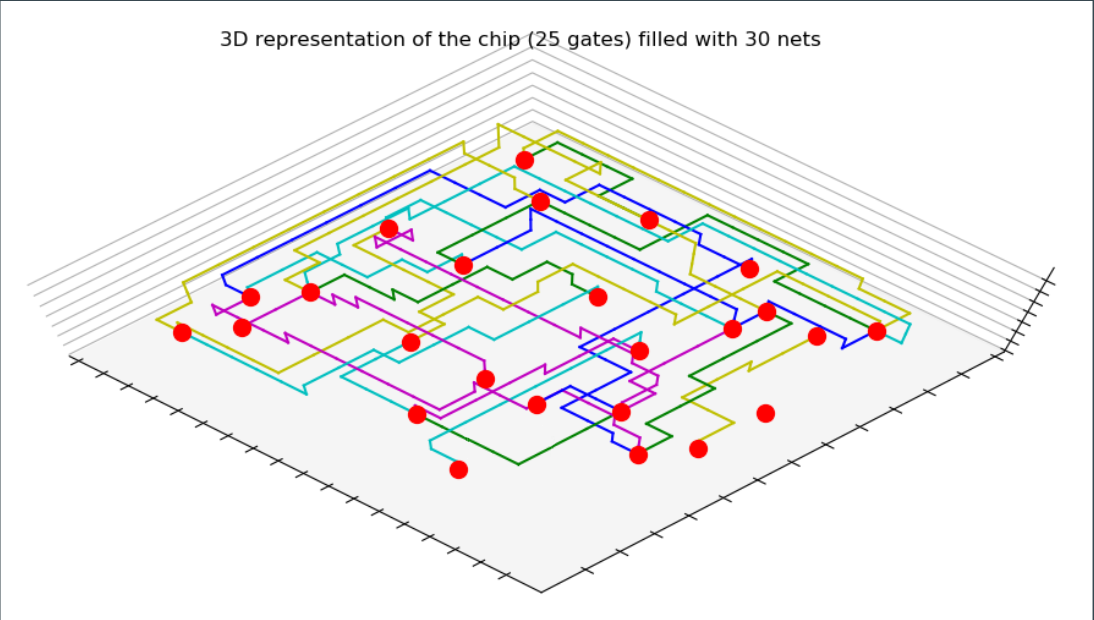 3D representation of the chip (25 gates) filled with 30 nets